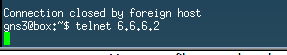 Connection closed by foreign host
gns3@box:~$ telnet 6.6.6.2